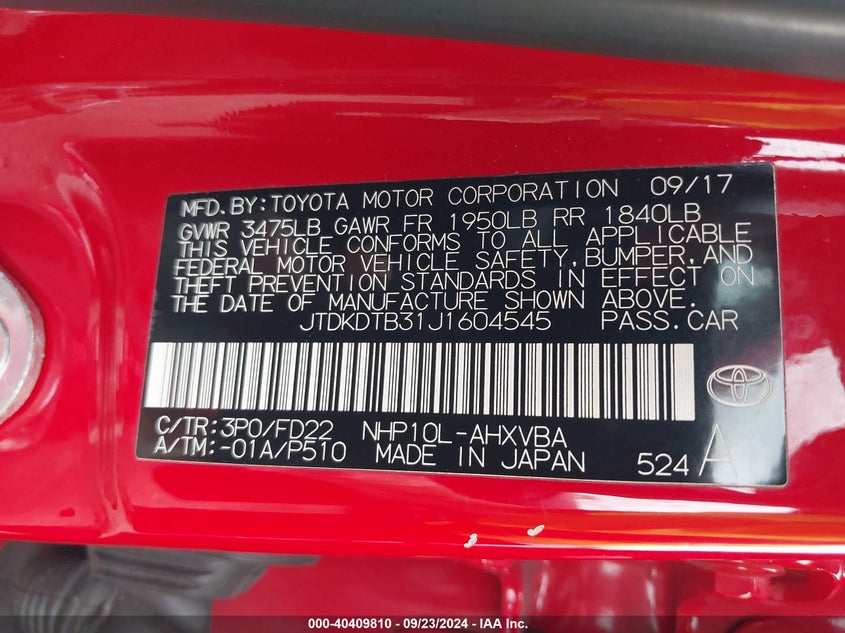 MFD. BY: TOYOTA MOTOR CORPORATION 09/17
GVWR 3475LB GAWR FR 1950LB RR 1840LB
THIS VEHICLE CONFORMS TO ALL APPLICABLE
FEDERAL MOTOR VEHICLE SAFETY, BUMPER, AND
THEFT PREVENTION STANDARDS IN EFFECT ON
THE DATE OF MANUFACTURE SHOWN ABOVE.
JTDKDTB31J1604545 PASS.CAR
C/TR: 3P0/FD22 NHP10L-AHXVBA
A/TM: -01A/P510 MADE IN JAPAN 524 A
000-40409810 - 09/23/2024 - IAA Inc.